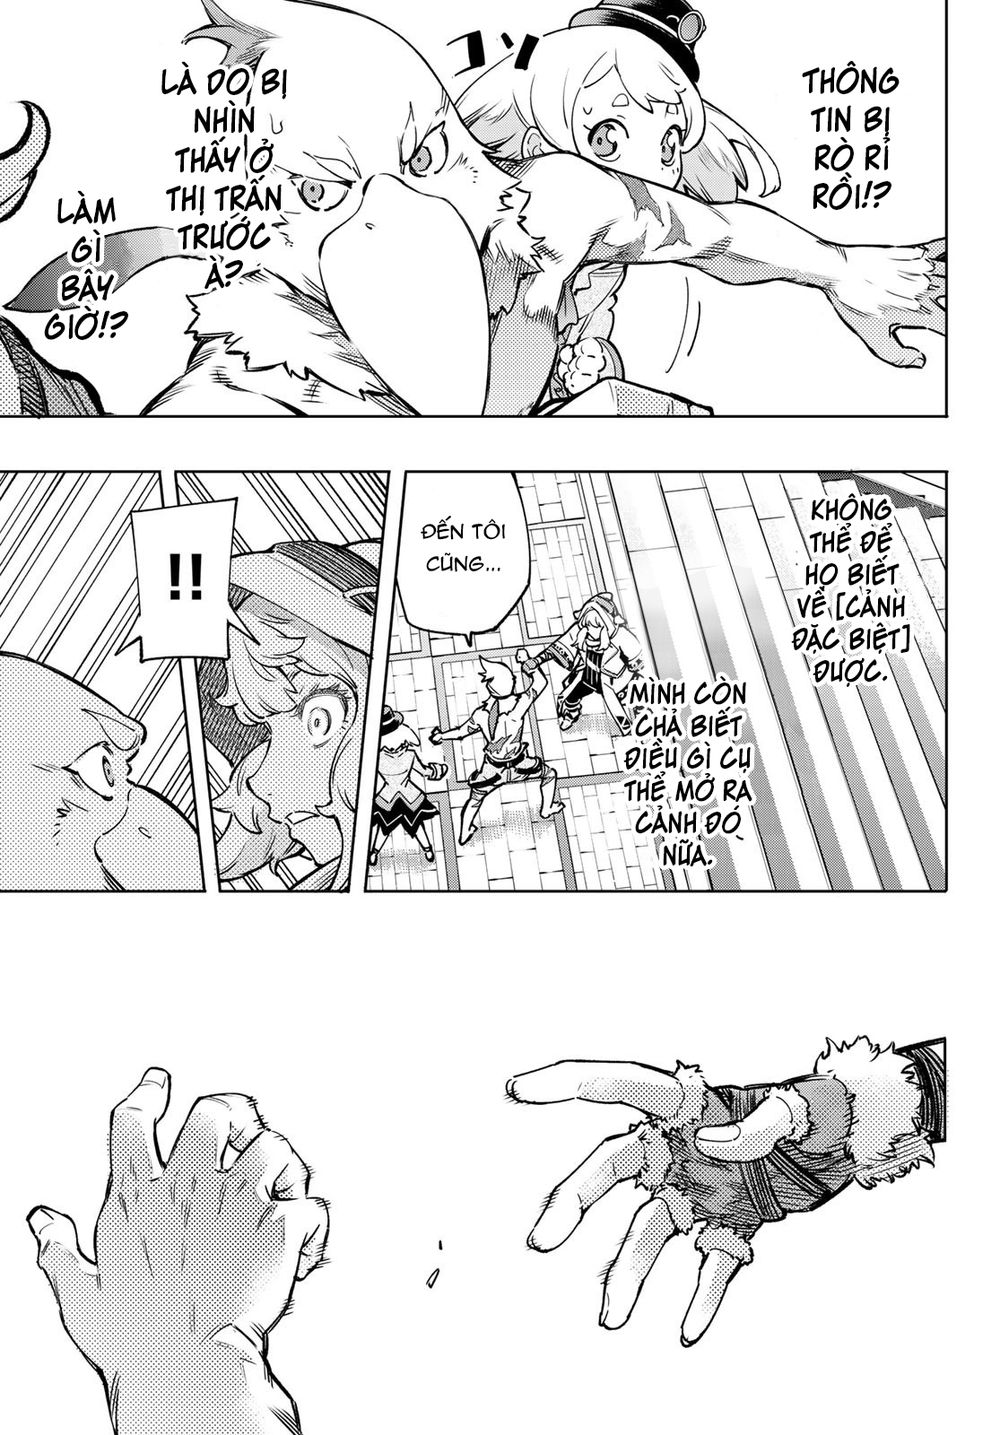 THÔNG
TIN BỊ
RÒ RỈ
RỒI!?
コソ
LÀ DO BỊ
NHÌN
THẤY Ở
THỊ TRẤN
TRƯỚC
À?
LÀM
GÌ
BÂY
GIỜ!?
KHÔNG
THỂ ĐỂ
HỌ BIẾT
VỀ [CẢNH
ĐẶC BIỆT]
ĐƯỢC.
MÌNH CÒN
CHẢ BIẾT
ĐIỀU GÌ CỤ
THỂ MỞ RA
CẢNH ĐÓ
NỮA.
ĐẾN TÔI
CŨNG...
!!